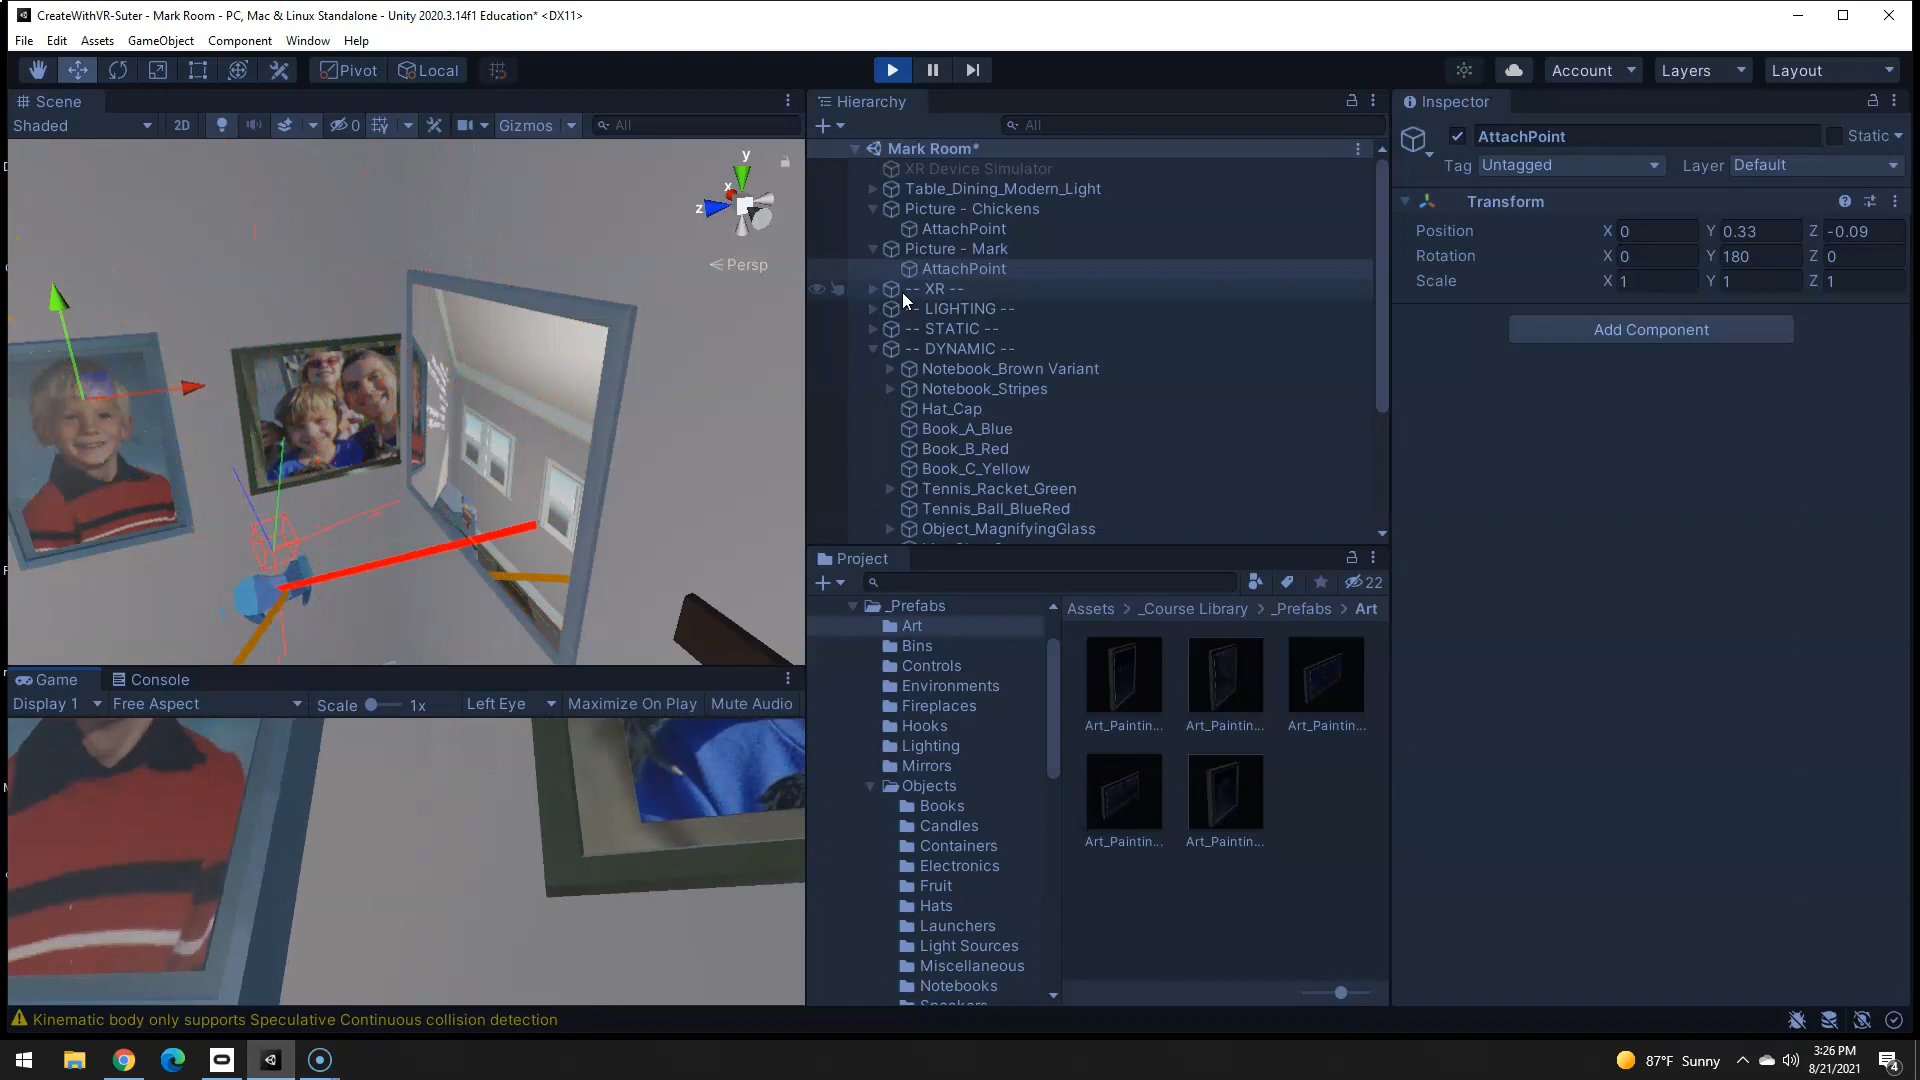 CreateWithVR-Suter - Mark Room - PC, Mac & Linux Standalone - Unity 2020.3.14f1 Education* <DX11>
File Edit Assets GameObject Component Window Help
Pivot Local Account Layers Layout
Scene
Shaded 2D 0 Gizmos All
y
x
z
Persp
Hierarchy
All
Mark Room*
XR Device Simulator
Table_Dining_Modern_Light
Picture - Chickens
AttachPoint
Picture - Mark
AttachPoint
-- XR --
-- LIGHTING --
-- STATIC --
-- DYNAMIC --
Notebook_Brown Variant
Notebook_Stripes
Hat_Cap
Book_A_Blue
Book_B_Red
Book_C_Yellow
Tennis_Racket_Green
Tennis_Ball_BlueRed
Object_MagnifyingGlass
Inspector
AttachPoint Static
Tag Untagged Layer Default
Transform
Position X 0 Y 0.33 Z -0.09
Rotation X 0 Y 180 Z 0
Scale X 1 Y 1 Z 1
Add Component
Game Console
Display 1 Free Aspect Scale 1x Left Eye Maximize On Play Mute Audio
Project
22
_Prefabs
Art
Bins
Controls
Environments
Fireplaces
Hooks
Lighting
Mirrors
Objects
Books
Candles
Containers
Electronics
Fruit
Hats
Launchers
Light Sources
Miscellaneous
Notebooks
Assets > _Course Library > _Prefabs > Art
Art_Paintin... Art_Paintin... Art_Paintin...
Art_Paintin... Art_Paintin...
Kinematic body only supports Speculative Continuous collision detection
87°F Sunny
3:26 PM
8/21/2021
4